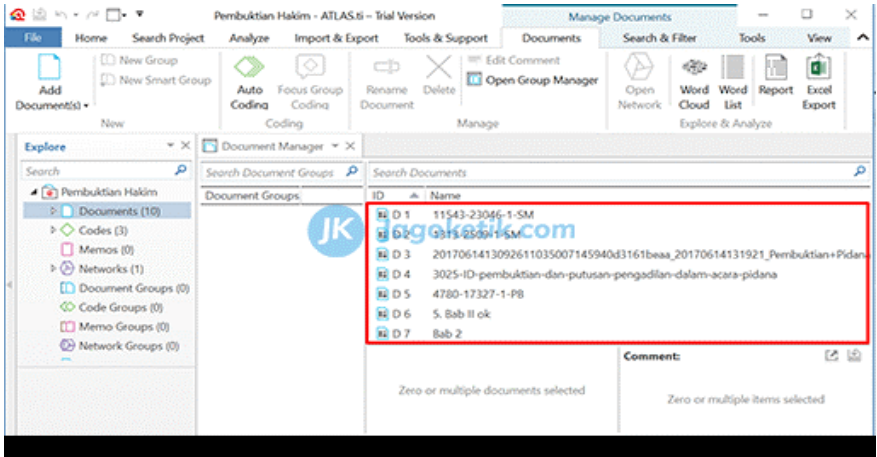 Pembuktian Hakim - ATLAS.ti - Trial Version
Manage Documents
File Home Search Project Analyze Import & Export Tools & Support Documents Search & Filter Tools View
Add Document(s)
New Group
New Smart Group
New
Auto Coding
Focus Group Coding
Coding
Rename Document
Delete
Edit Comment
Open Group Manager
Manage
Open Network
Word Cloud
Word List
Report
Excel Export
Explore & Analyze
Explore
Search
Pembuktian Hakim
Documents (10)
Codes (3)
Memos (0)
Networks (1)
Document Groups (0)
Code Groups (0)
Memo Groups (0)
Network Groups (0)
Document Manager
Search Document Groups
Document Groups
Search Documents
ID Name
D 1 11543-23046-1-SM
D 2 1313-2509-1-SM
D 3 2017061413092611035007145940d3161beaa_20170614131921_Pembuktian+Pidana
D 4 3025-ID-pembuktian-dan-putusan-pengadilan-dalam-acara-pidana
D 5 4780-17327-1-PB
D 6 5. Bab II ok
D 7 Bab 2
JK Jagoketik.com
Zero or multiple documents selected
Comment:
Zero or multiple items selected